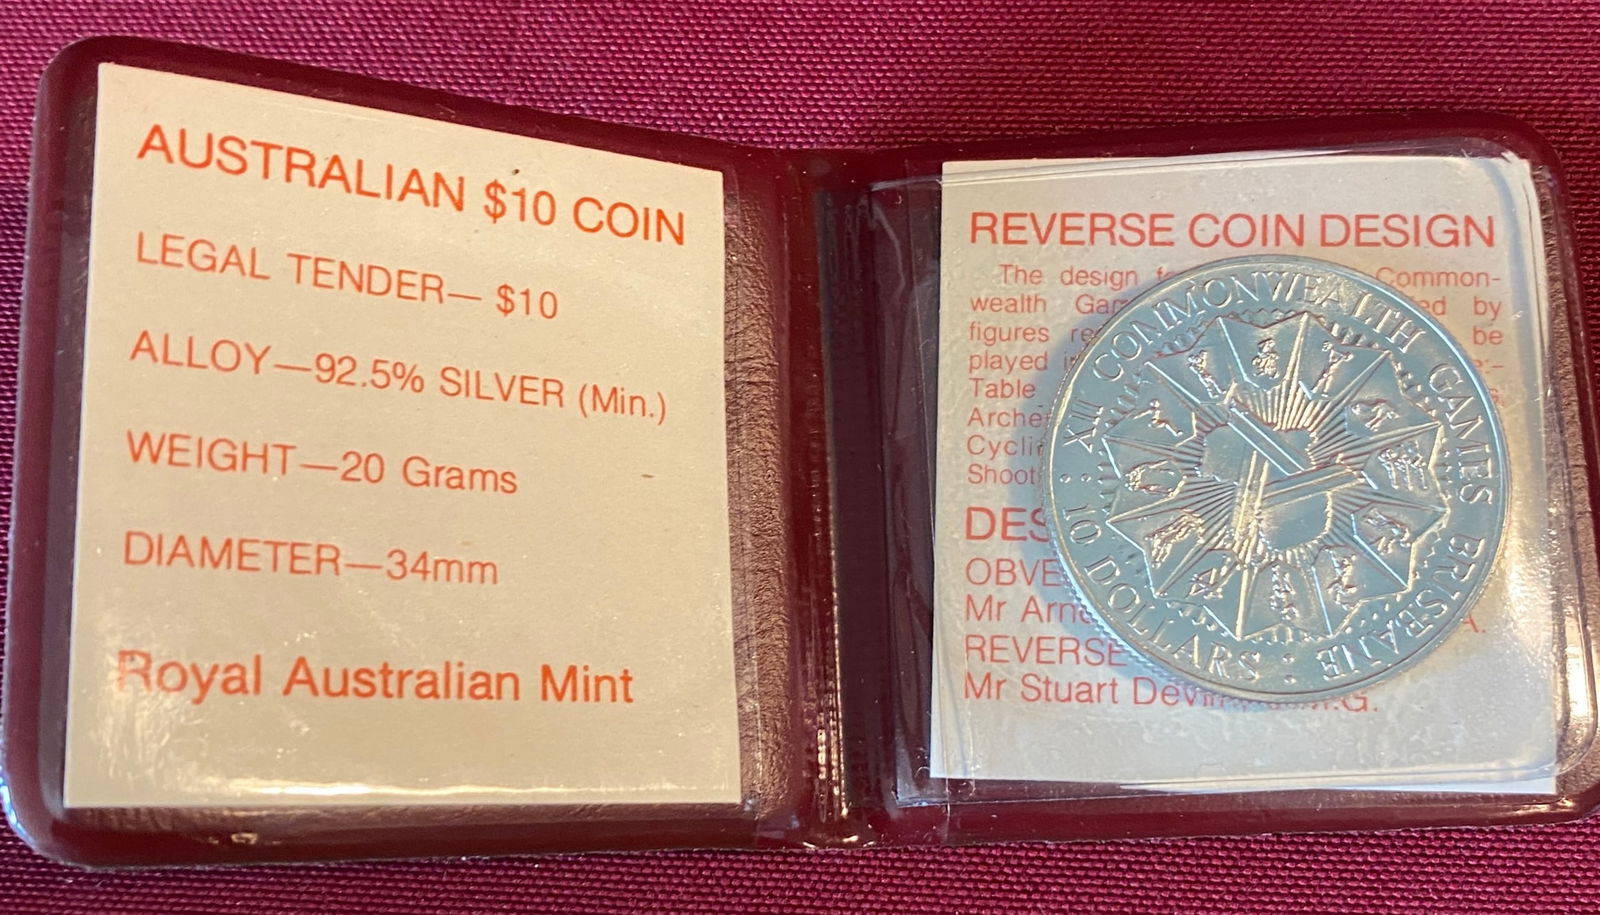 AUSTRALIAN $10 COIN
LEGAL TENDER— $10
ALLOY—92.5% SILVER (Min.)
WEIGHT—20 Grams
DIAMETER—34mm
Royal Australian Mint
REVERSE COIN DESIGN
The design Common-
wealth by
figures be
played
Table
OBVE
Mr
REVERSE
Mr Stuart
XII COMMONWEALTH GAMES BRISBANE
10 DOLLARS